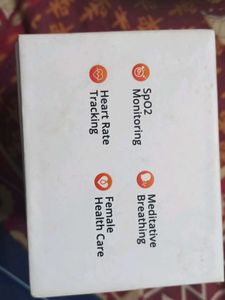 SpO2
Monitoring
Meditative
Breathing
Heart Rate
Tracking
Female
Health Care